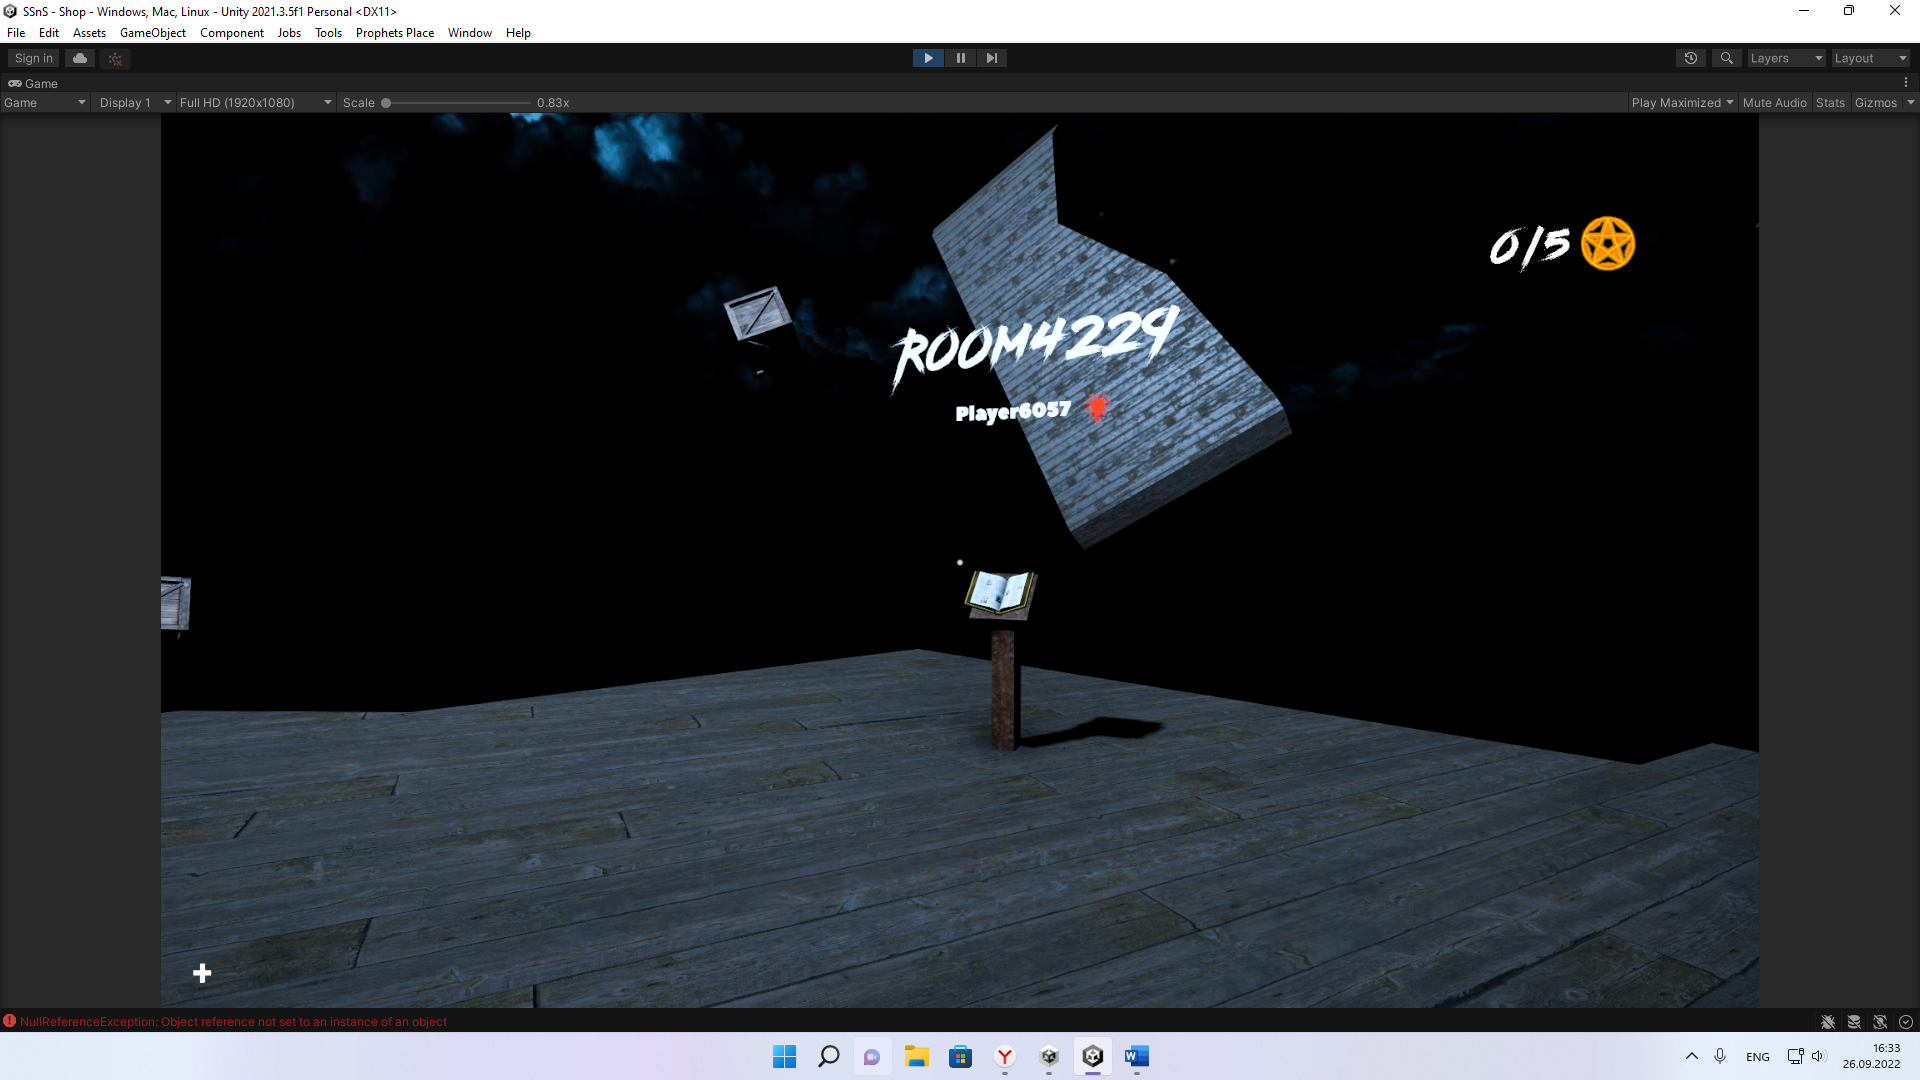 SSnS - Shop - Windows, Mac, Linux - Unity 2021.3.5f1 Personal <DX11>
File Edit Assets GameObject Component Jobs Tools Prophets Place Window Help
Sign in Layers Layout
Game
Game Display 1 Full HD (1920x1080) Scale 0.83x Play Maximized Mute Audio Stats Gizmos
0/5
ROOM4229
Player6057
NullReferenceException: Object reference not set to an instance of an object
ENG 16:33
26.09.2022